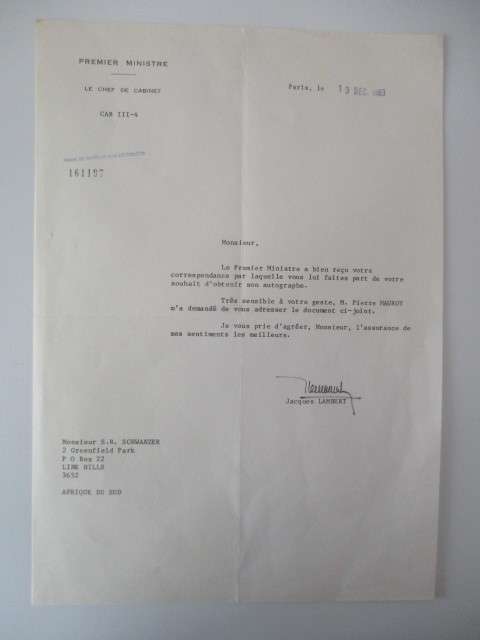 PREMIER MINISTRE
LE CHEF DE CABINET
CAB III-4
161197
Paris, le 13 DEC. 1983
Monsieur,
Le Premier Ministre a bien reçu votre
correspondance par laquelle vous lui faites part de votre
souhait d'obtenir son autographe.
Très sensible à votre geste, M. Pierre MAUROY
m'a demandé de vous adresser le document ci-joint.
Je vous prie d'agréer, Monsieur, l'assurance de
mes sentiments les meilleurs.
Jacques LAMBERT
Monsieur S.R. SCHWANZER
2 Greenfield Park
P O Box 22
LINK HILLS
3652
AFRIQUE DU SUD